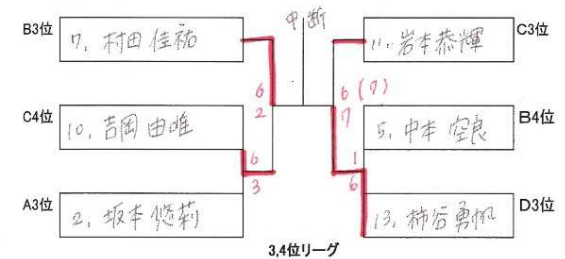 中断
B3位
7. 村田 佳祐
C3位
11. 岩本恭輝
6
2
6 (7)
7
C4位
10. 吉岡 由唯
B4位
5. 中本 空良
6
3
1
6
A3位
2. 坂本 悠莉
D3位
13. 柿谷勇帆
3,4位リーグ